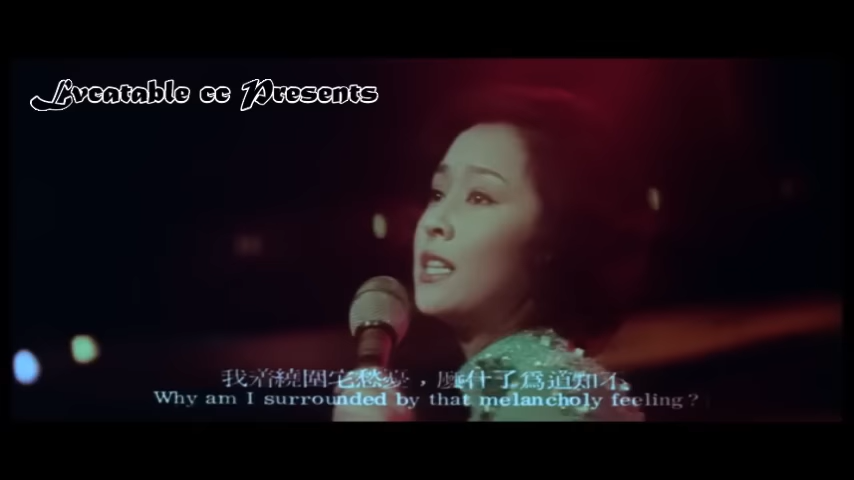 Lvcatable cc Presents
不知道爲了什麼，憂愁它圍繞着我
Why am I surrounded by that melancholy feeling?